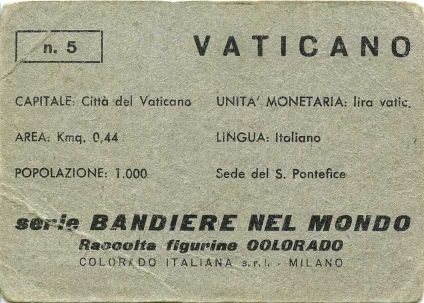 n. 5
VATICANO
CAPITALE: Città del Vaticano
UNITA' MONETARIA: lira vatic.
AREA: Kmq. 0,44
LINGUA: Italiano
POPOLAZIONE: 1.000
Sede del S. Pontefice
serie BANDIERE NEL MONDO
Raccolta figurine COLORADO
COLORADO ITALIANA s.r.l. - MILANO